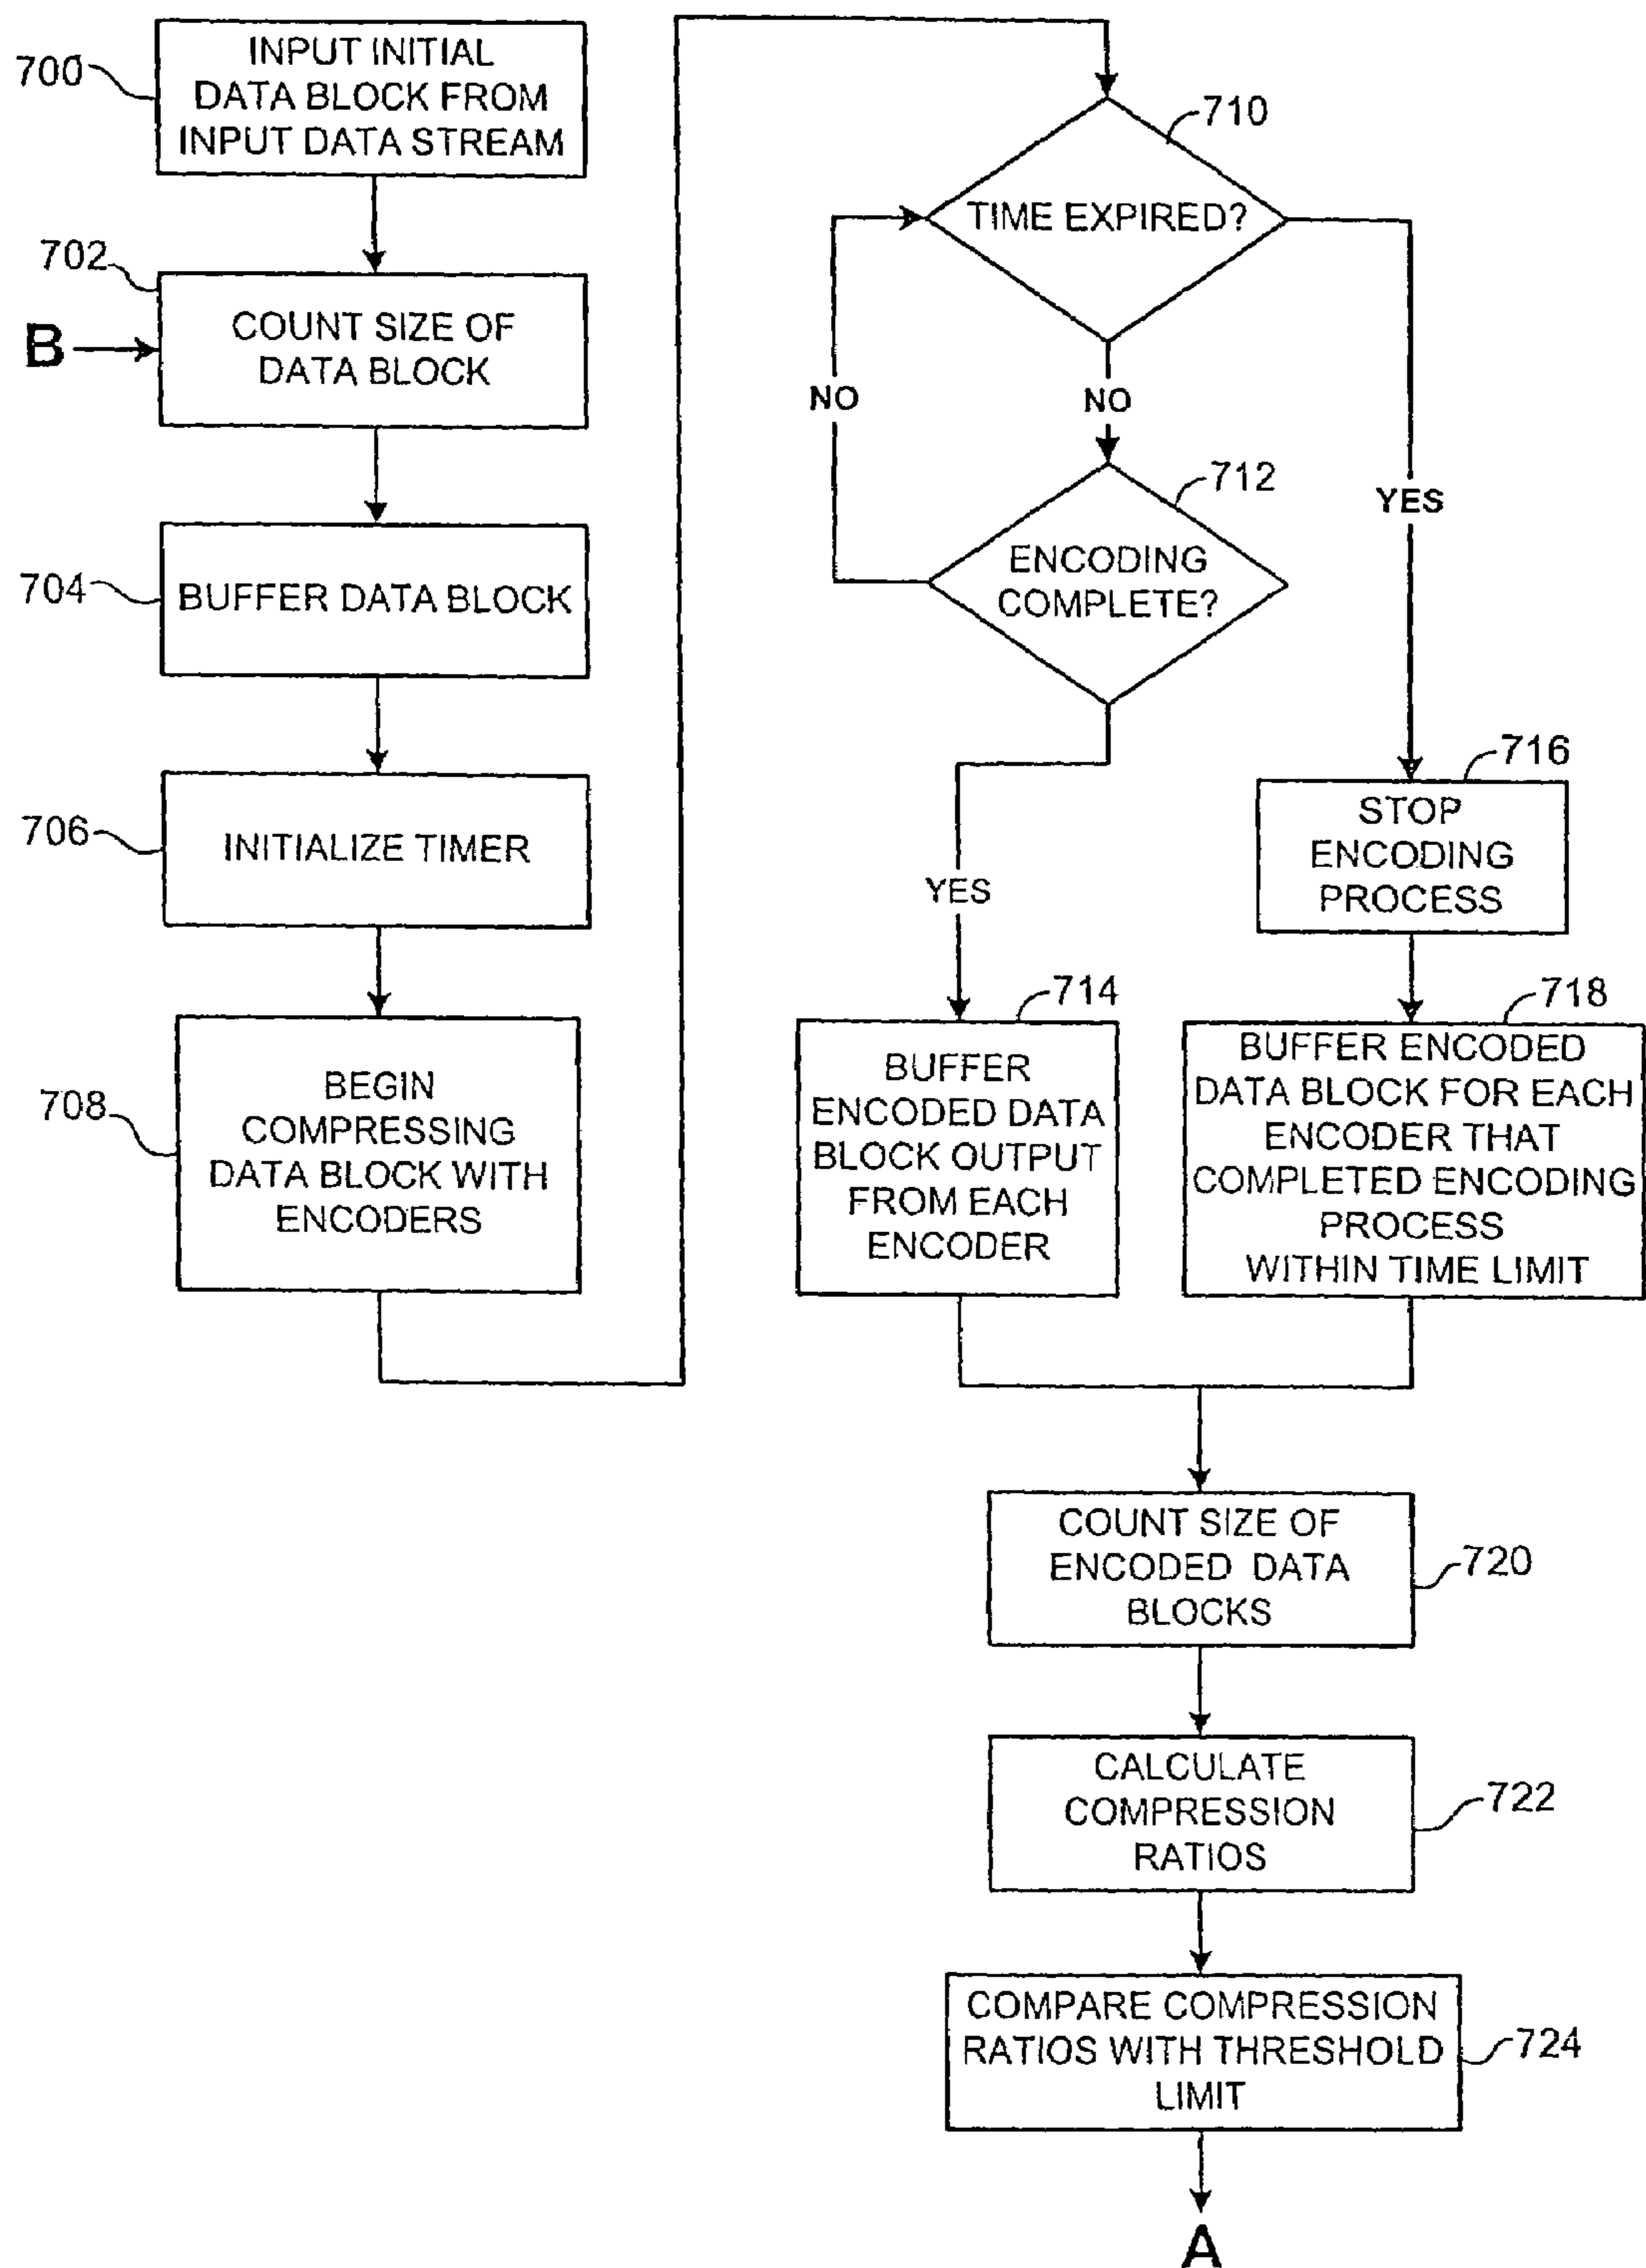 700
INPUT INITIAL
DATA BLOCK FROM
INPUT DATA STREAM
702
B
COUNT SIZE OF
DATA BLOCK
704
BUFFER DATA BLOCK
706
INITIALIZE TIMER
708
BEGIN
COMPRESSING
DATA BLOCK WITH
ENCODERS
710
TIME EXPIRED?
NO
NO
YES
712
ENCODING
COMPLETE?
YES
716
STOP
ENCODING
PROCESS
714
BUFFER
ENCODED DATA
BLOCK OUTPUT
FROM EACH
ENCODER
718
BUFFER ENCODED
DATA BLOCK FOR EACH
ENCODER THAT
COMPLETED ENCODING
PROCESS
WITHIN TIME LIMIT
COUNT SIZE OF
ENCODED DATA
BLOCKS
720
CALCULATE
COMPRESSION
RATIOS
722
COMPARE COMPRESSION
RATIOS WITH THRESHOLD
LIMIT
724
A